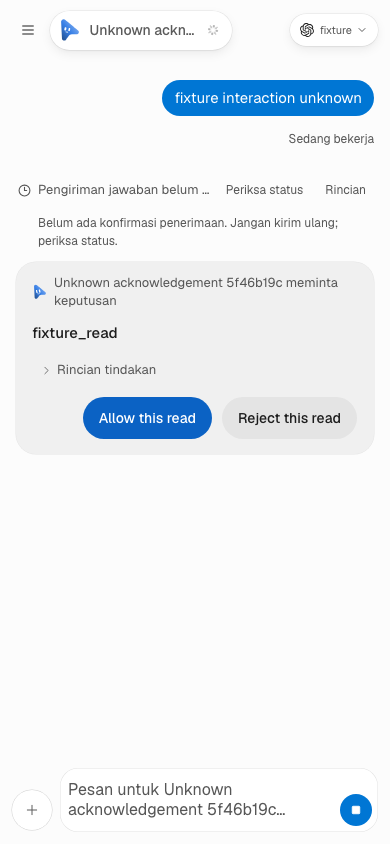 Unknown ackn...
fixture
fixture interaction unknown
Sedang bekerja
Pengiriman jawaban belum ...
Periksa status
Rincian
Belum ada konfirmasi penerimaan. Jangan kirim ulang;
periksa status.
Unknown acknowledgement 5f46b19c meminta
keputusan
fixture_read
Rincian tindakan
Allow this read
Reject this read
Pesan untuk Unknown
acknowledgement 5f46b19c...